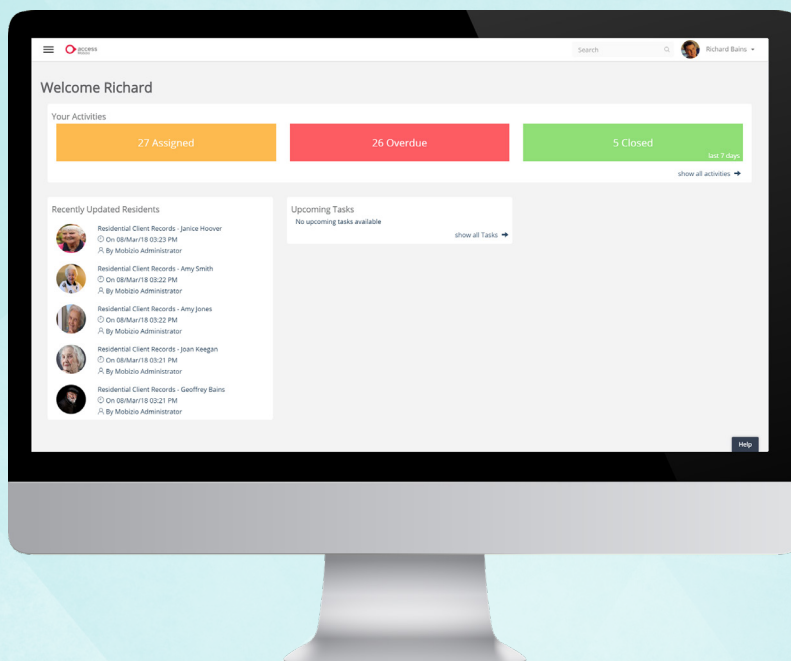 access
Search
Richard Bains
Welcome Richard
Your Activities
27 Assigned
26 Overdue
5 Closed
last 7 days
show all activities
Recently Updated Residents
Residential Client Records - Janice Hoover
On 08/Mar/18 03:23 PM
By Mobizio Administrator
Residential Client Records - Amy Smith
On 08/Mar/18 03:22 PM
By Mobizio Administrator
Residential Client Records - Amy Jones
On 08/Mar/18 03:22 PM
By Mobizio Administrator
Residential Client Records - Joan Keegan
On 08/Mar/18 03:21 PM
By Mobizio Administrator
Residential Client Records - Geoffrey Bains
On 08/Mar/18 03:21 PM
By Mobizio Administrator
Upcoming Tasks
No upcoming tasks available
show all Tasks
Help